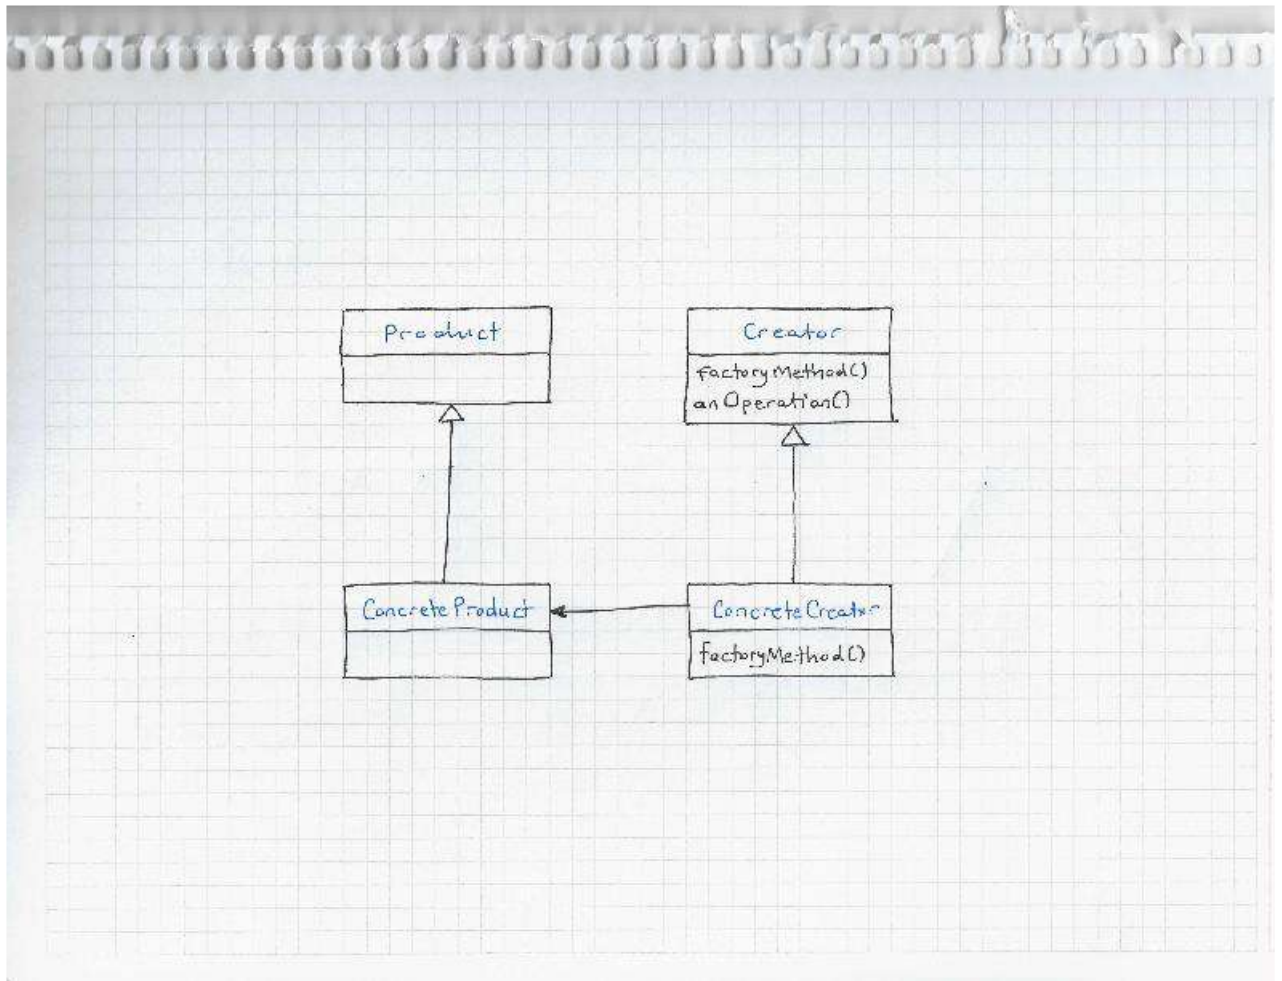 Product
Creator
factoryMethod()
anOperation()
ConcreteProduct
ConcreteCreator
factoryMethod()